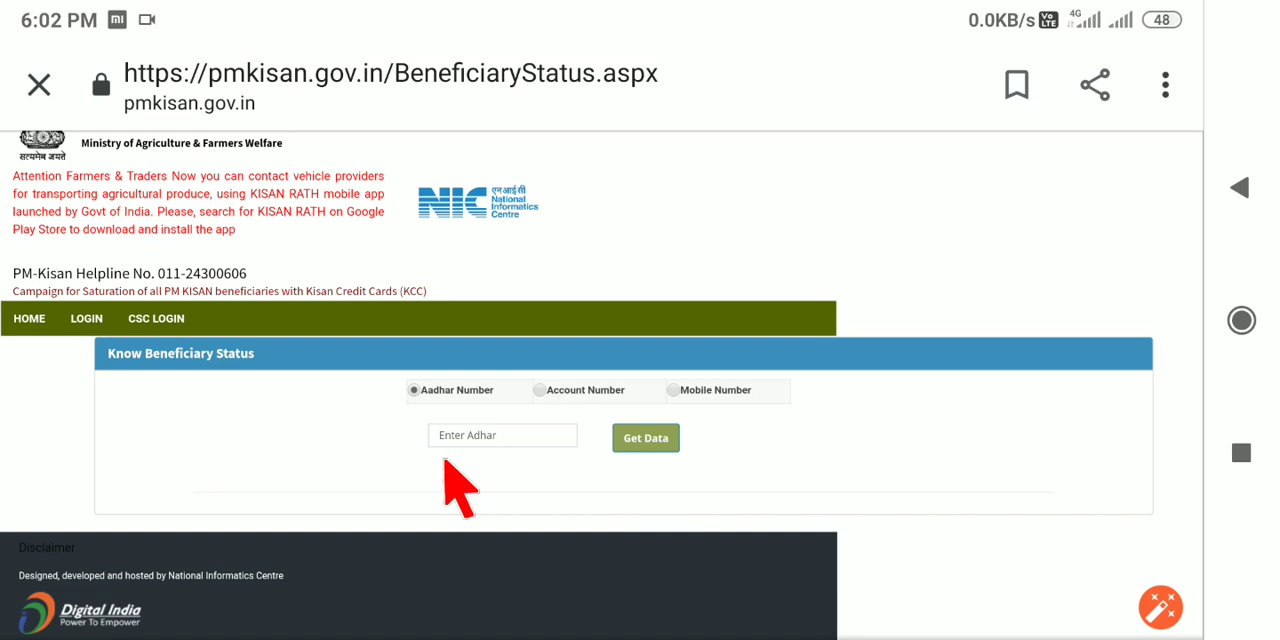 6:02 PM
0.0KB/s Vo LTE 4G 48
https://pmkisan.gov.in/BeneficiaryStatus.aspx
pmkisan.gov.in
सत्यमेव जयते
Ministry of Agriculture & Farmers Welfare
Attention Farmers & Traders Now you can contact vehicle providers
for transporting agricultural produce, using KISAN RATH mobile app
launched by Govt of India. Please, search for KISAN RATH on Google
Play Store to download and install the app
NIC एन आई सी
National
Informatics
Centre
PM-Kisan Helpline No. 011-24300606
Campaign for Saturation of all PM KISAN beneficiaries with Kisan Credit Cards (KCC)
HOME LOGIN CSC LOGIN
Know Beneficiary Status
Aadhar Number Account Number Mobile Number
Enter Adhar Get Data
Disclaimer
Designed, developed and hosted by National Informatics Centre
Digital India
Power To Empower